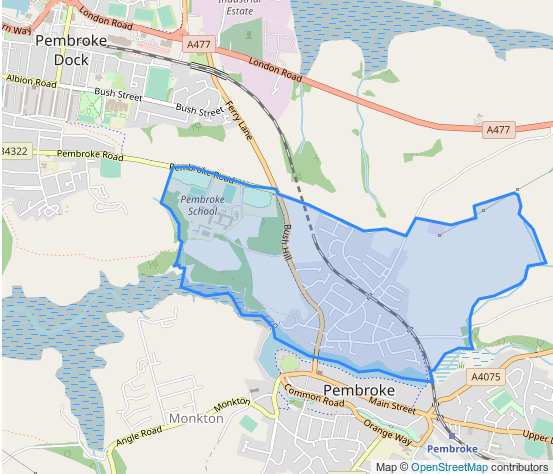 Industrial
Estate
London Road
rn Way
Pembroke
Dock
A477
London Road
Albion Road
Bush Street
Bush Street
Ferry Lane
A477
B4322
Pembroke Road
Pembroke Road
Pembroke
School
Bush Hill
A4075
Pembroke
Main Street
Common Road
Monkton
Monkton
Orange Way
Angle Road
Upper L
Pembroke
Map © OpenStreetMap contributors